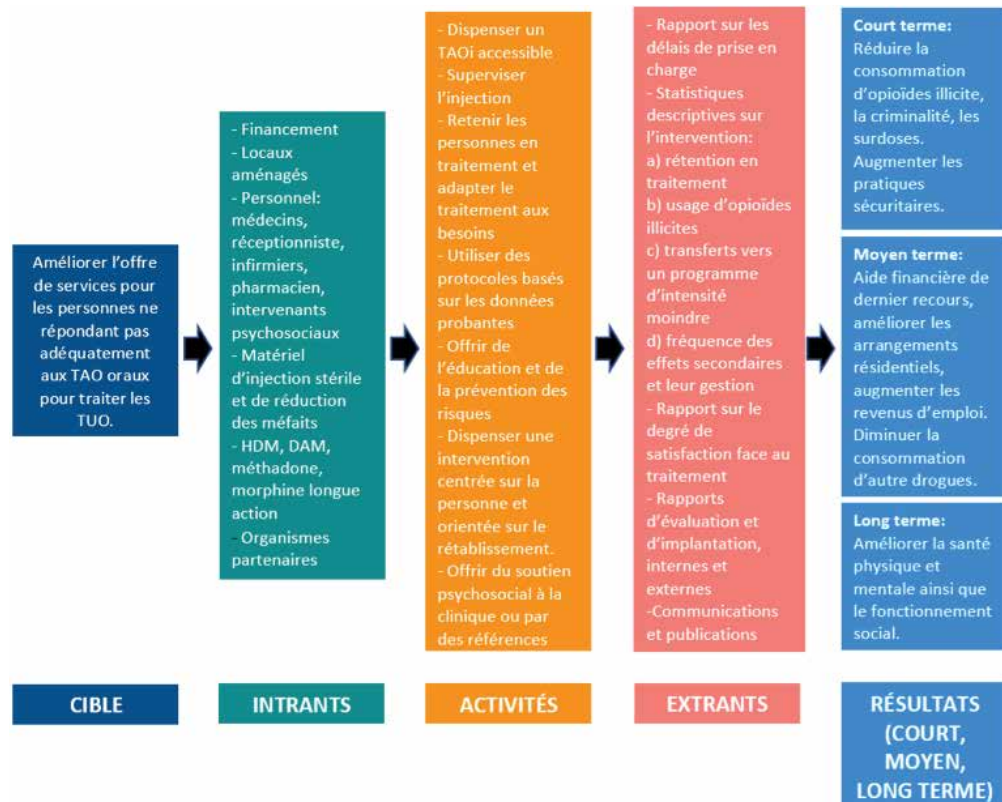 Améliorer l'offre
de services pour
les personnes ne
répondant pas
adéquatement
aux TAO oraux
pour traiter les
TUO.
- Financement
- Locaux
aménagés
- Personnel:
médecins,
réceptionniste,
infirmiers,
pharmacien,
intervenants
psychosociaux
- Matériel
d'injection stérile
et de réduction
des méfaits
- HDM, DAM,
méthadone,
morphine longue
action
- Organismes
partenaires
- Dispenser un
TAOi accessible
- Superviser
l'injection
- Retenir les
personnes en
traitement et
adapter le
traitement aux
besoins
- Utiliser des
protocoles basés
sur les données
probantes
- Offrir de
l'éducation et de
la prévention des
risques
- Dispenser une
intervention
centrée sur la
personne et
orientée sur le
rétablissement.
- Offrir du soutien
psychosocial à la
clinique ou par
des références
- Rapport sur les
délais de prise en
charge
- Statistiques
descriptives sur
l'intervention:
a) rétention en
traitement
b) usage d'opioïdes
illicites
c) transferts vers
un programme
d'intensité
moindre
d) fréquence des
effets secondaires
et leur gestion
- Rapport sur le
degré de
satisfaction face au
traitement
- Rapports
d'évaluation et
d'implantation,
internes et
externes
-Communications
et publications
Court terme:
Réduire la
consommation
d'opioïdes illicite,
la criminalité, les
surdoses.
Augmenter les
pratiques
sécuritaires.
Moyen terme:
Aide financière de
dernier recours,
améliorer les
arrangements
résidentiels,
augmenter les
revenus d'emploi.
Diminuer la
consommation
d'autre drogues.
Long terme:
Améliorer la santé
physique et
mentale ainsi que
le fonctionnement
social.
CIBLE
INTRANTS
ACTIVITÉS
EXTRANTS
RÉSULTATS
(COURT,
MOYEN,
LONG TERME)